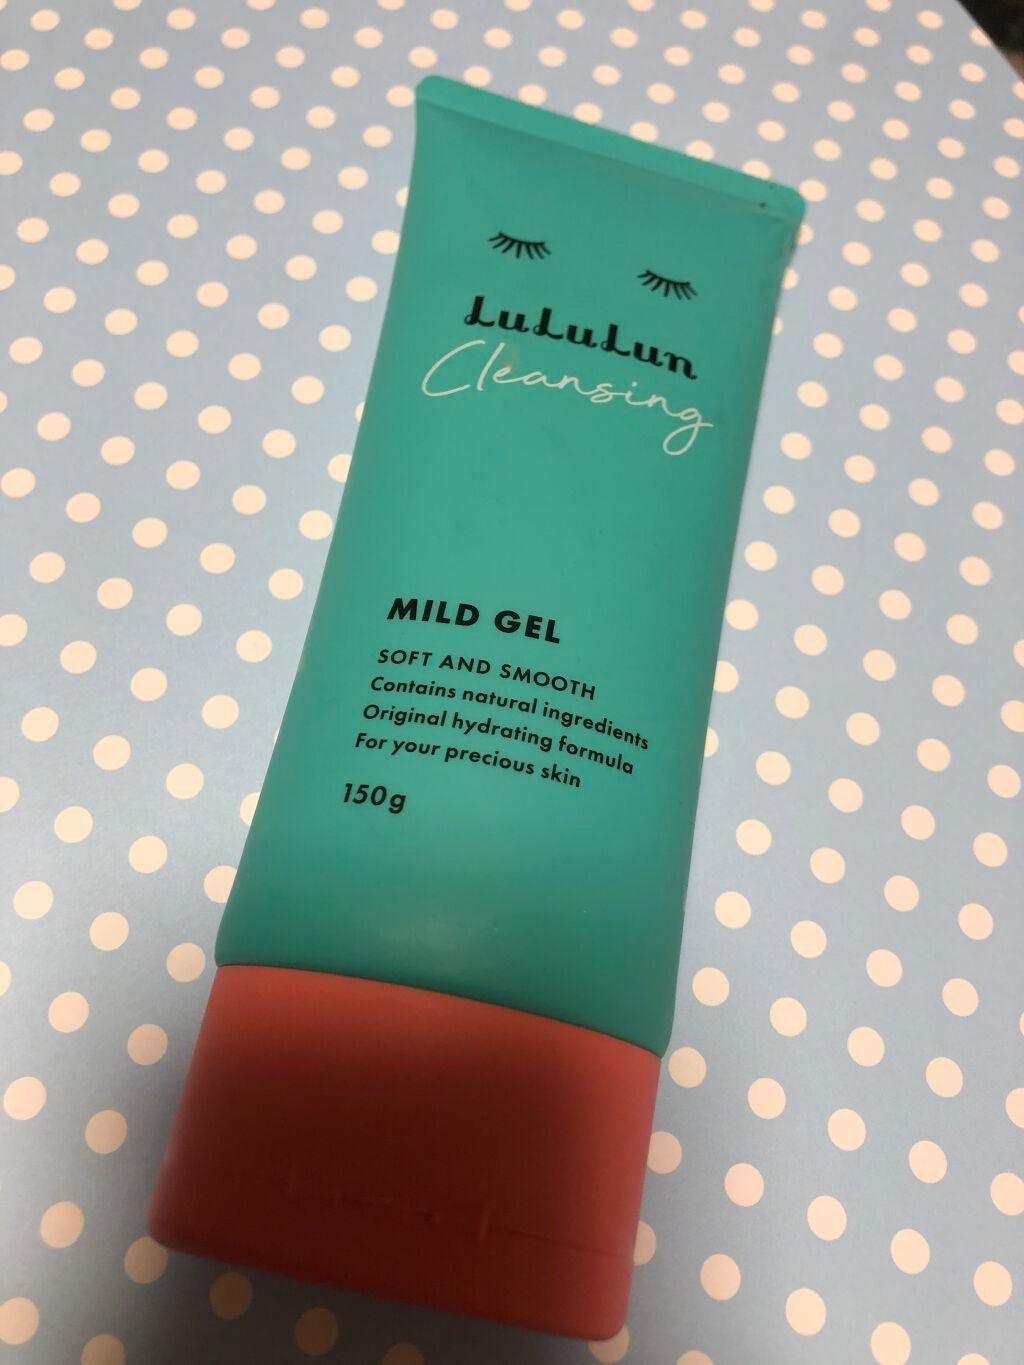 LuLuLun
Cleansing
MILD GEL
SOFT AND SMOOTH
Contains natural ingredients
Original hydrating formula
For your precious skin
150g